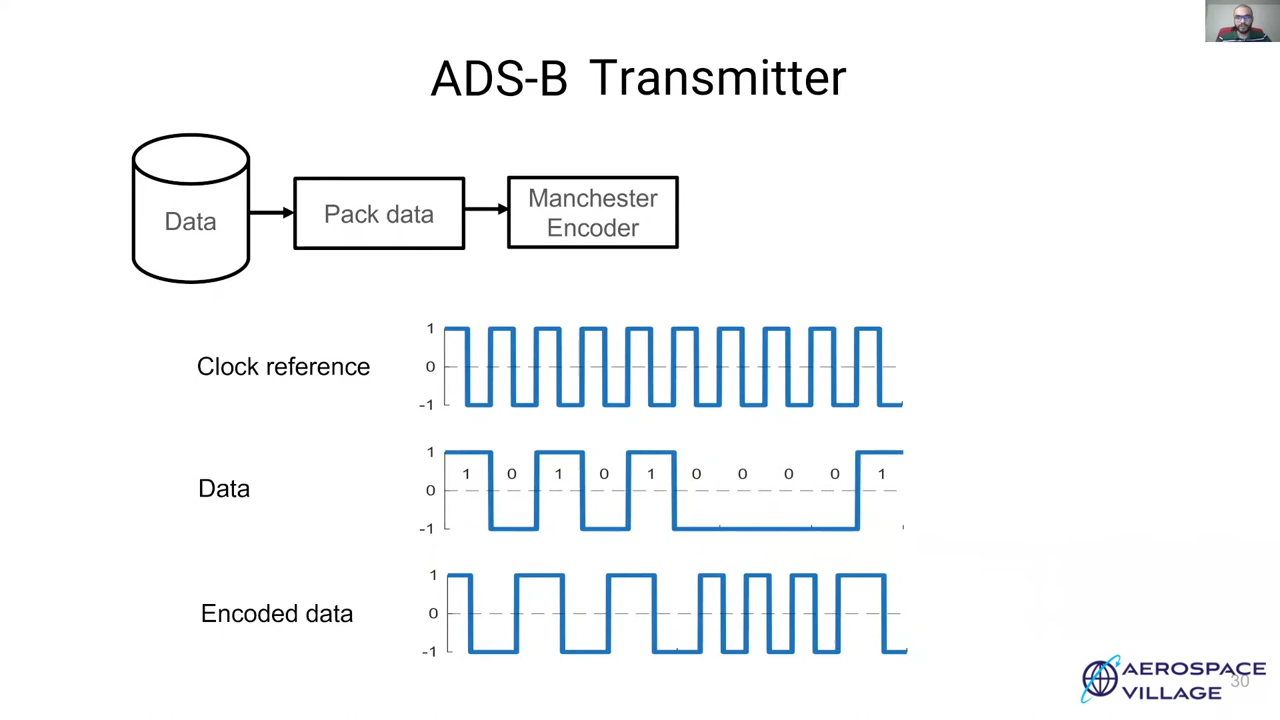 ADS-B Transmitter
Data
Pack data
Manchester
Encoder
Clock reference
1
0
-1
Data
1
0
-1
1 0 1 0 1 0 0 0 0 1
Encoded data
1
0
-1
AEROSPACE
VILLAGE
30